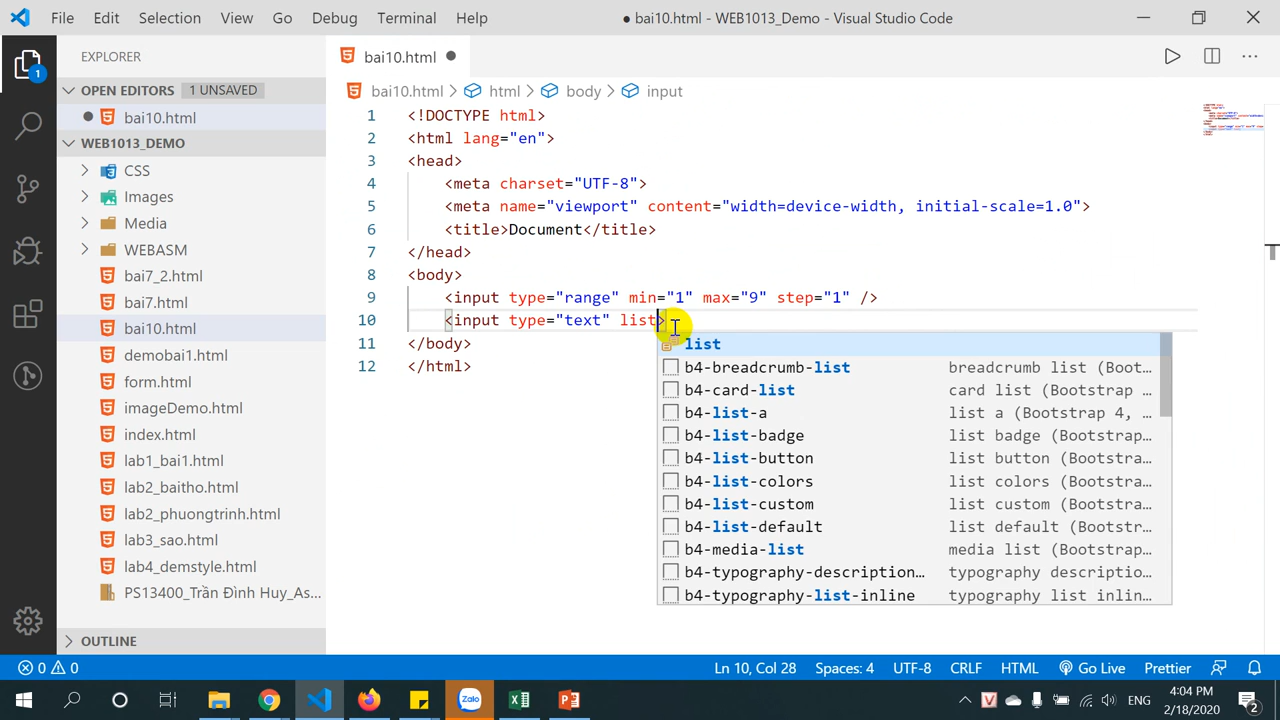 File Edit Selection View Go Debug Terminal Help
● bai10.html - WEB1013_Demo - Visual Studio Code
EXPLORER
bai10.html
OPEN EDITORS 1 UNSAVED
bai10.html > html > body > input
bai10.html
WEB1013_DEMO
CSS
Images
Media
WEBASM
bai7_2.html
bai7.html
bai10.html
demobai1.html
form.html
imageDemo.html
index.html
lab1_bai1.html
lab2_baitho.html
lab2_phuongtrinh.html
lab3_sao.html
lab4_demstyle.html
PS13400_Trần Đình Huy_As...
OUTLINE
1 <!DOCTYPE html>
2 <html lang="en">
3 <head>
4 <meta charset="UTF-8">
5 <meta name="viewport" content="width=device-width, initial-scale=1.0">
6 <title>Document</title>
7 </head>
8 <body>
9 <input type="range" min="1" max="9" step="1" />
10 <input type="text" list>
11 </body>
12 </html>
list
b4-breadcrumb-list breadcrumb list (Boot...
b4-card-list card list (Bootstrap ...
b4-list-a list a (Bootstrap 4, ...
b4-list-badge list badge (Bootstrap...
b4-list-button list button (Bootstra...
b4-list-colors list colors (Bootstra...
b4-list-custom list custom (Bootstra...
b4-list-default list default (Bootstr...
b4-media-list media list (Bootstrap...
b4-typography-description... typography descriptio...
b4-typography-list-inline typography list inlin...
0 0
Ln 10, Col 28 Spaces: 4 UTF-8 CRLF HTML Go Live Prettier
1
Zalo
ENG
4:04 PM
2/18/2020
2